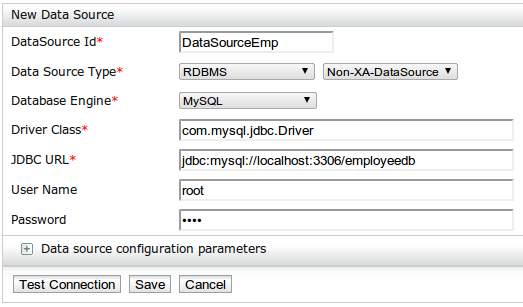 New Data Source
DataSource Id* DataSourceEmp
Data Source Type* RDBMS Non-XA-DataSource
Database Engine* MySQL
Driver Class* com.mysql.jdbc.Driver
JDBC URL* jdbc:mysql://localhost:3306/employeedb
User Name root
Password ••••
Data source configuration parameters
Test Connection Save Cancel